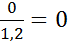 0/1,2 = 0